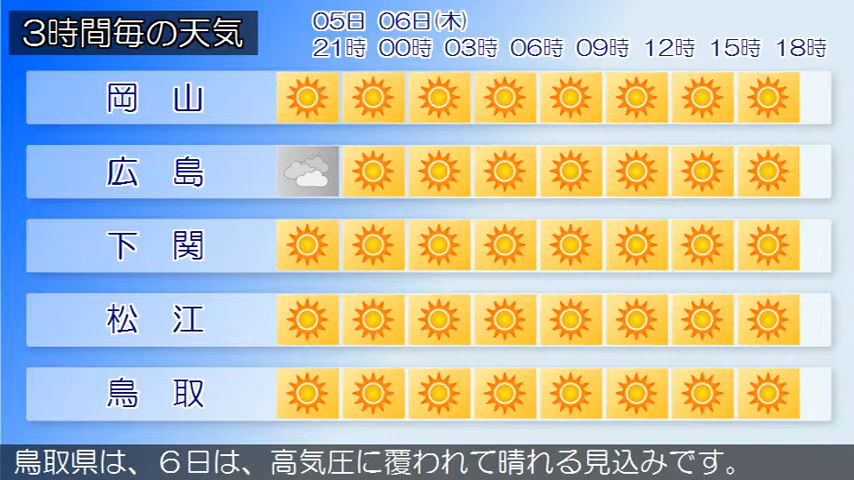 3時間毎の天気
05日 06日(木)
21時 00時 03時 06時 09時 12時 15時 18時
岡 山
広 島
下 関
松 江
鳥 取
鳥取県は、６日は、高気圧に覆われて晴れる見込みです。